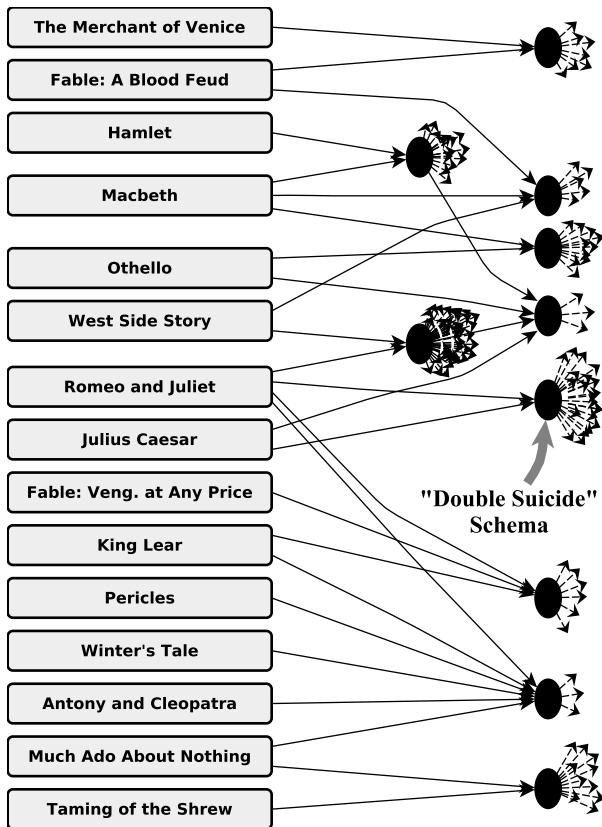 The Merchant of Venice
Fable: A Blood Feud
Hamlet
Macbeth
Othello
West Side Story
Romeo and Juliet
Julius Caesar
Fable: Veng. at Any Price
"Double Suicide"
Schema
King Lear
Pericles
Winter's Tale
Antony and Cleopatra
Much Ado About Nothing
Taming of the Shrew